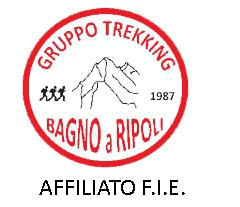 GRUPPO TREKKING
1987
BAGNO a RIPOLI
AFFILIATO F.I.E.